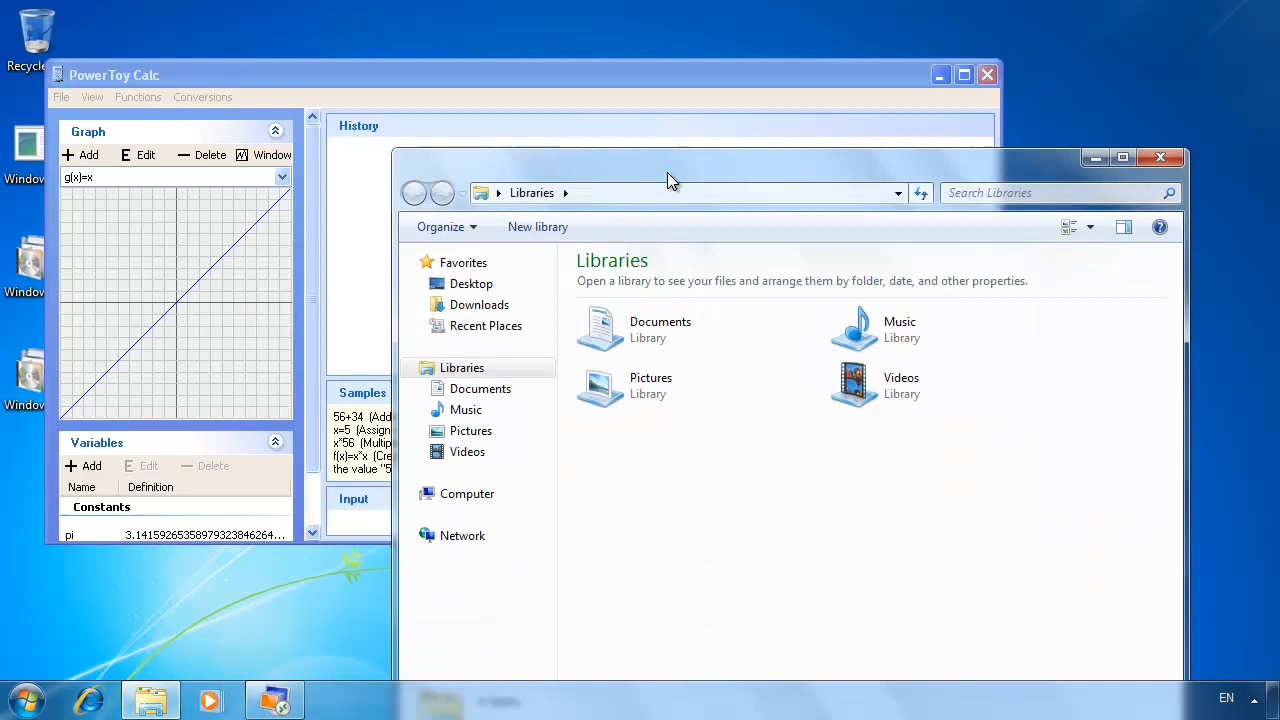 Recycle
Window
Window
Window
PowerToy Calc
File View Functions Conversions
Graph
Add Edit Delete Window
g(x)=x
Variables
Add Edit Delete
Name Definition
Constants
pi 3.14159265358979323846264...
History
Samples
56+34 (Add
x=5 (Assign
x*56 (Multip
f(x)=x^x (Cre
the value "5
Input
Libraries
Search Libraries
Organize New library
Favorites
Desktop
Downloads
Recent Places
Libraries
Documents
Music
Pictures
Videos
Computer
Network
Libraries
Open a library to see your files and arrange them by folder, date, and other properties.
Documents
Library
Music
Library
Pictures
Library
Videos
Library
EN